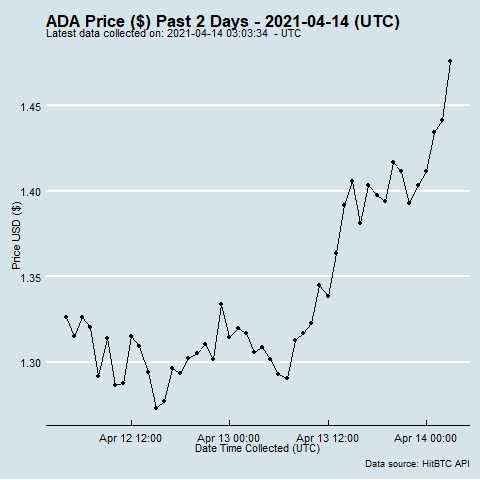 ADA Price ($) Past 2 Days - 2021-04-14 (UTC)
Latest data collected on: 2021-04-14 03:03:34 - UTC
Price USD ($)
1.45
1.40
1.35
1.30
Apr 12 12:00
Apr 13 00:00
Apr 13 12:00
Apr 14 00:00
Date Time Collected (UTC)
Data source: HitBTC API